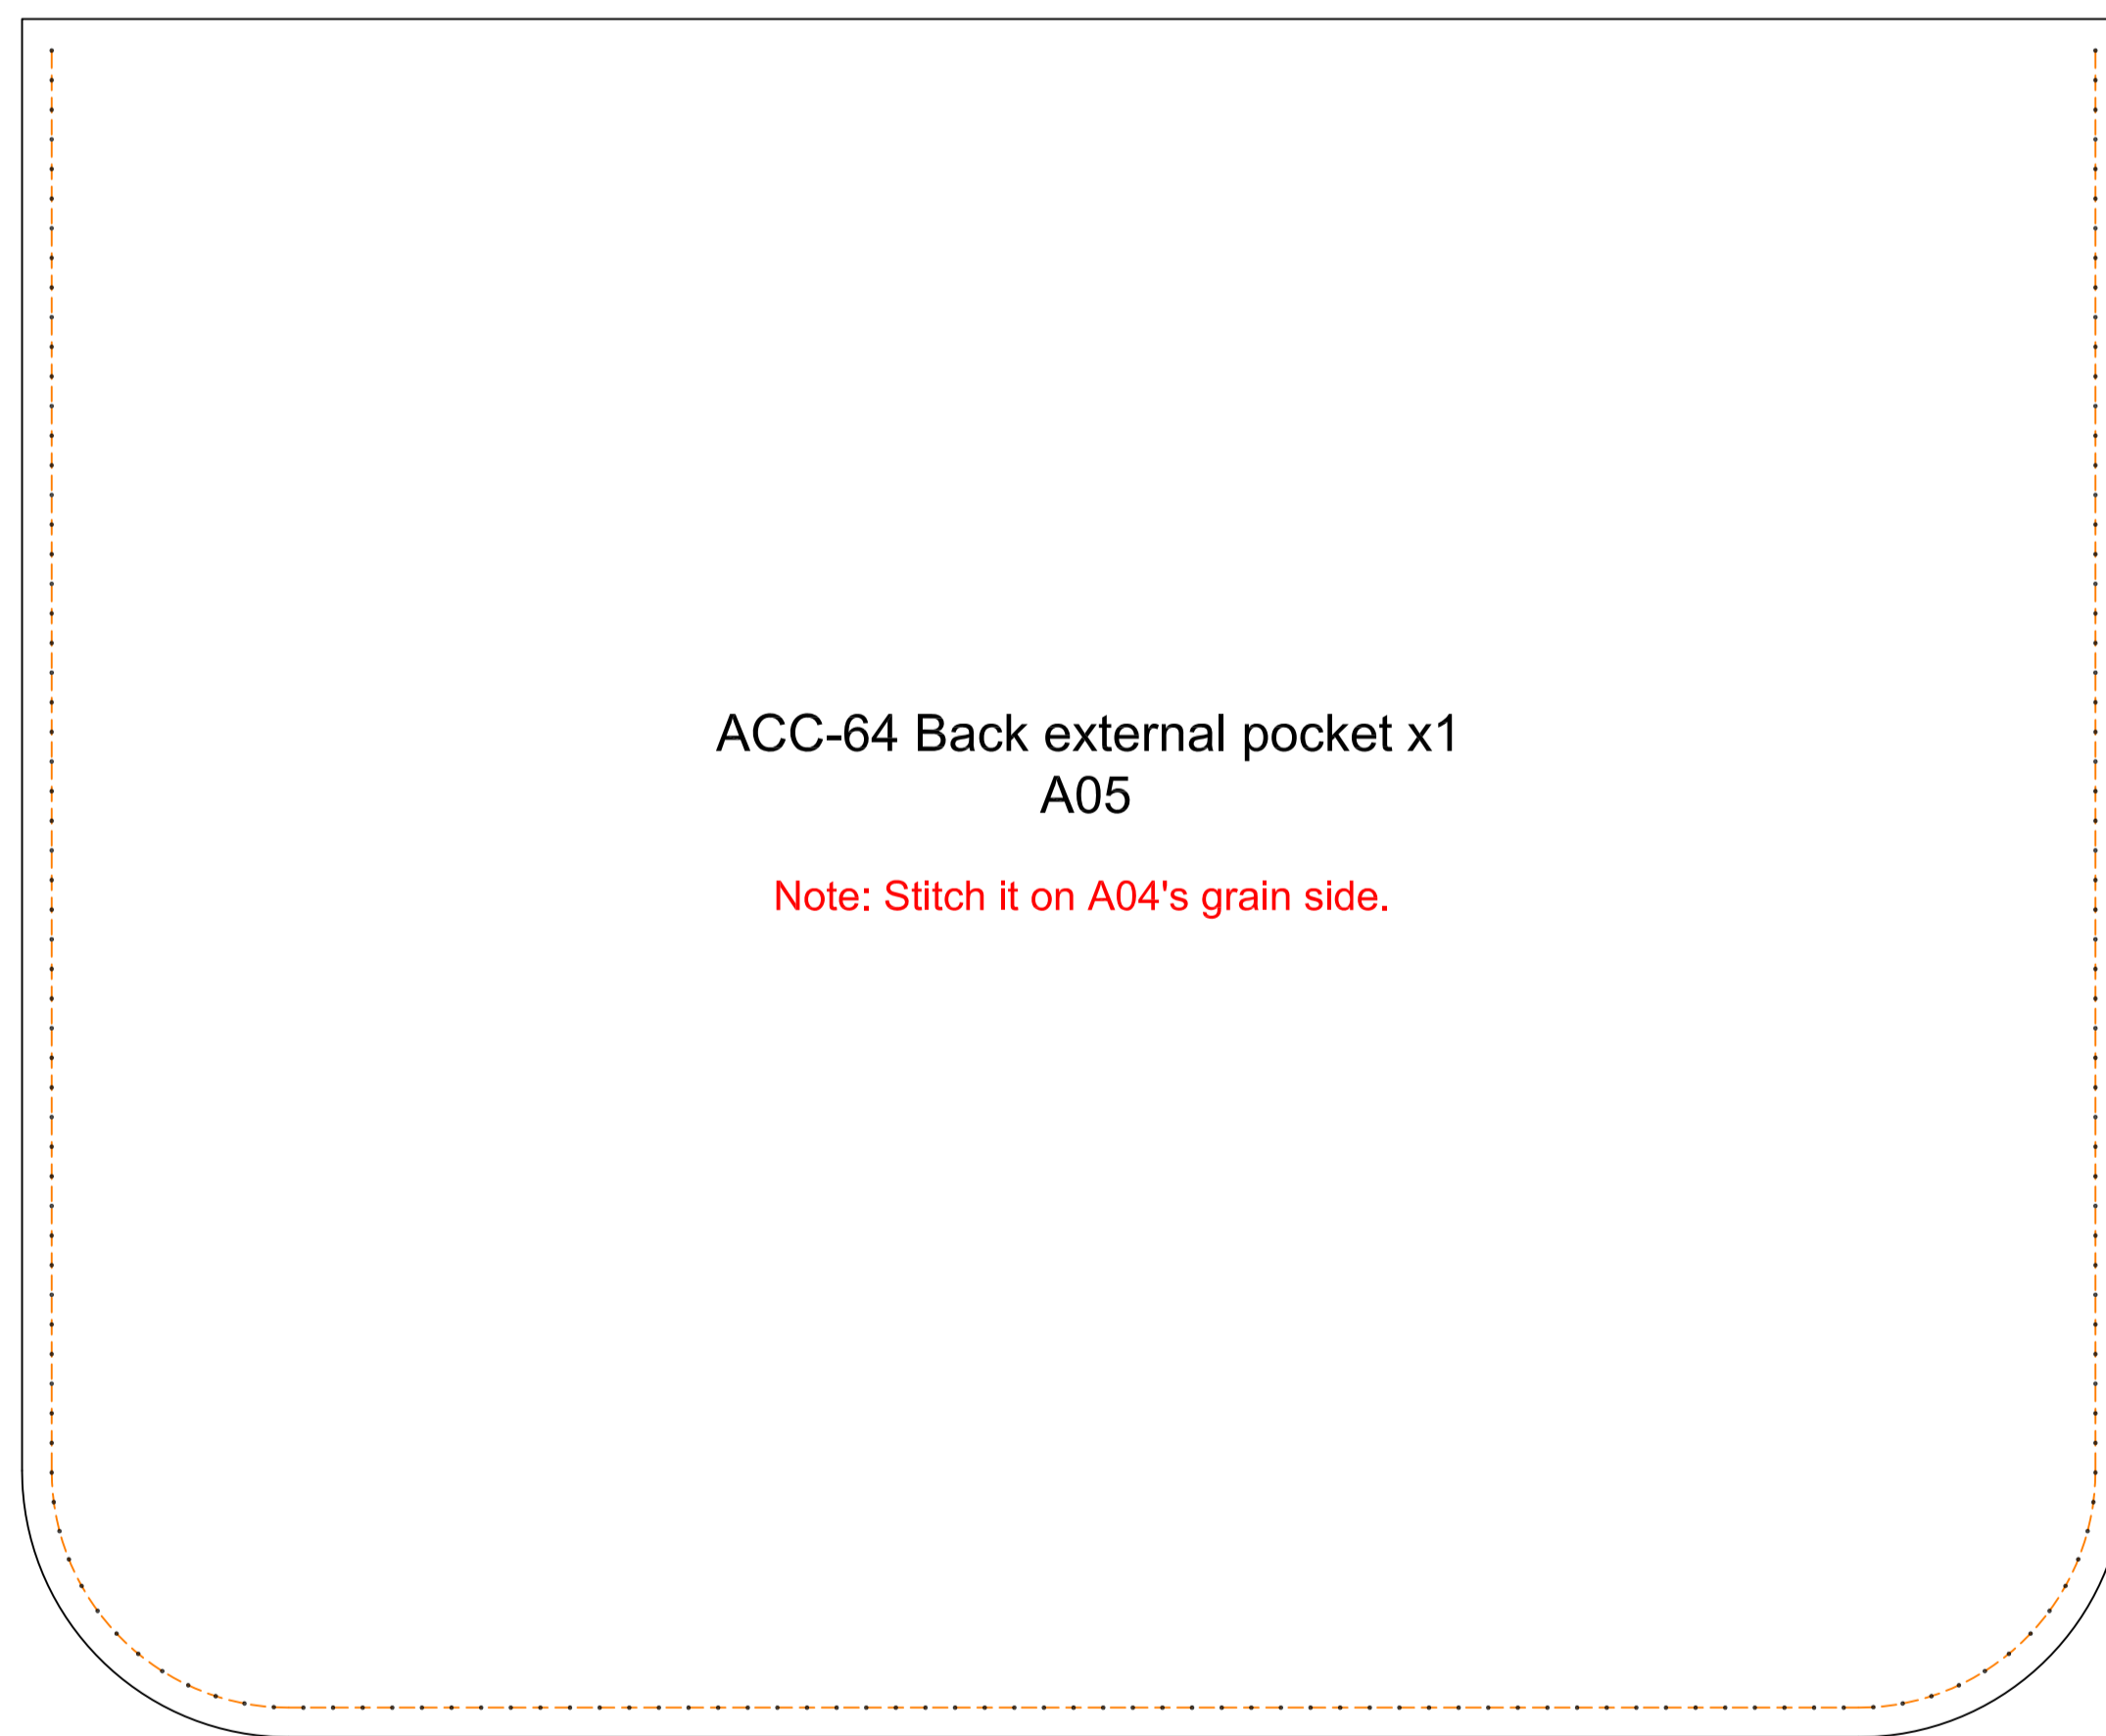 ACC-64 Back external pocket x1
A05
Note: Stitch it on A04's grain side.